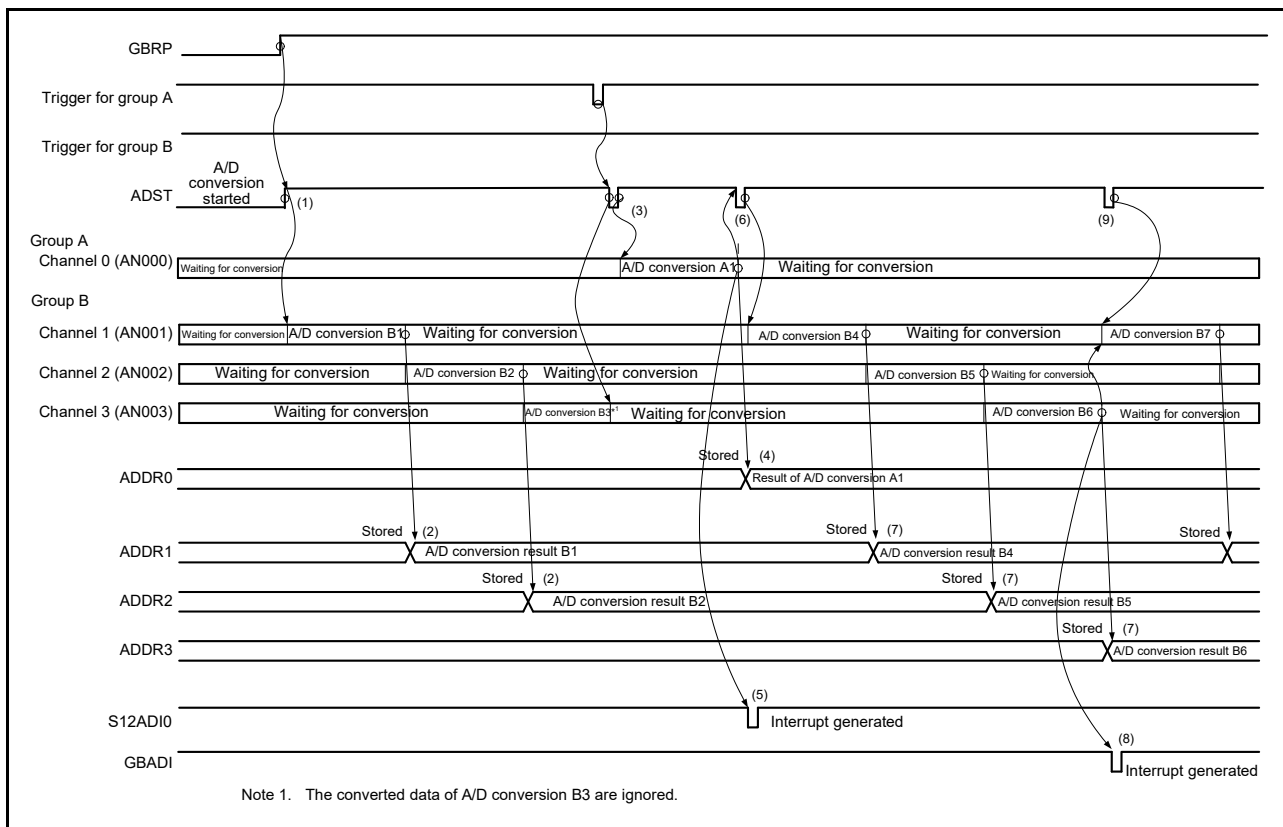 GBRP
Trigger for group A
Trigger for group B
A/D
conversion
started
ADST
(1)
(3)
(6)
(9)
Group A
Channel 0 (AN000)
Waiting for conversion
A/D conversion A1
Waiting for conversion
Group B
Channel 1 (AN001)
Waiting for conversion
A/D conversion B1
Waiting for conversion
A/D conversion B4
Waiting for conversion
A/D conversion B7
Channel 2 (AN002)
Waiting for conversion
A/D conversion B2
Waiting for conversion
A/D conversion B5
Waiting for conversion
Channel 3 (AN003)
Waiting for conversion
A/D conversion B3*1
Waiting for conversion
A/D conversion B6
Waiting for conversion
Stored
(4)
ADDR0
Result of A/D conversion A1
Stored
(2)
Stored
(7)
Stored
ADDR1
A/D conversion result B1
A/D conversion result B4
Stored
(2)
Stored
(7)
ADDR2
A/D conversion result B2
A/D conversion result B5
Stored
(7)
ADDR3
A/D conversion result B6
(5)
S12ADI0
Interrupt generated
(8)
GBADI
Interrupt generated
Note 1. The converted data of A/D conversion B3 are ignored.